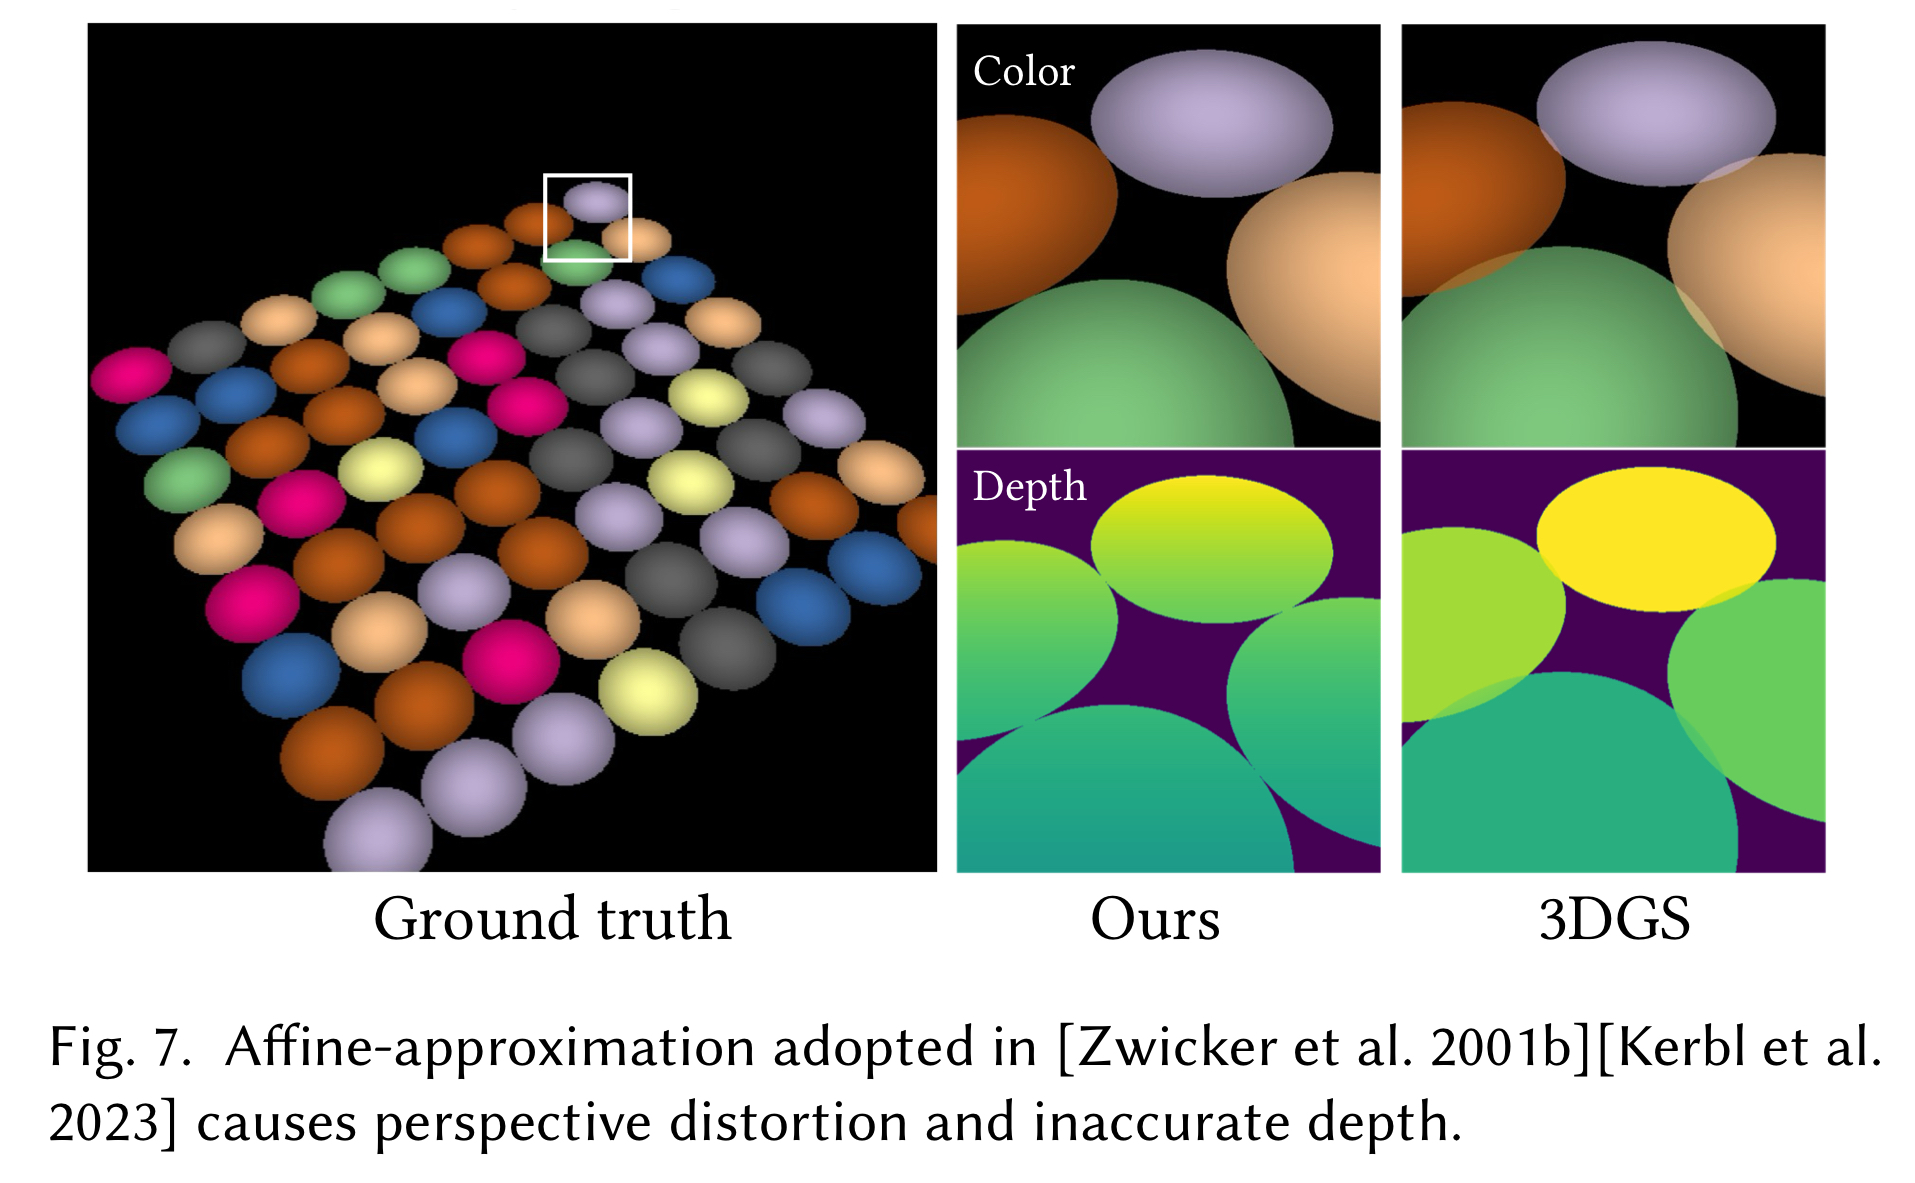 Color
Depth
Ground truth
Ours
3DGS
Fig. 7. Affine-approximation adopted in [Zwicker et al. 2001b][Kerbl et al.
2023] causes perspective distortion and inaccurate depth.